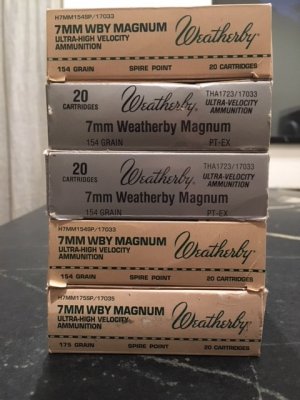 H7MM154SP/17033
7MM WBY MAGNUM
ULTRA-HIGH VELOCITY
AMMUNITION
Weatherby
154 GRAIN SPIRE POINT 20 CARTRIDGES
20
CARTRIDGES
Weatherby
THA1723/17033
ULTRA-VELOCITY
AMMUNITION
7mm Weatherby Magnum
154 GRAIN PT-EX
20
CARTRIDGES
Weatherby
THA1723/17033
ULTRA-VELOCITY
AMMUNITION
7mm Weatherby Magnum
154 GRAIN PT-EX
H7MM154SP/17033
7MM WBY MAGNUM
ULTRA-HIGH VELOCITY
AMMUNITION
Weatherby
154 GRAIN SPIRE POINT 20 CARTRIDGES
H7MM175SP/17035
7MM WBY MAGNUM
ULTRA-HIGH VELOCITY
AMMUNITION
Weatherby
175 GRAIN SPIRE POINT 20 CARTRIDGES